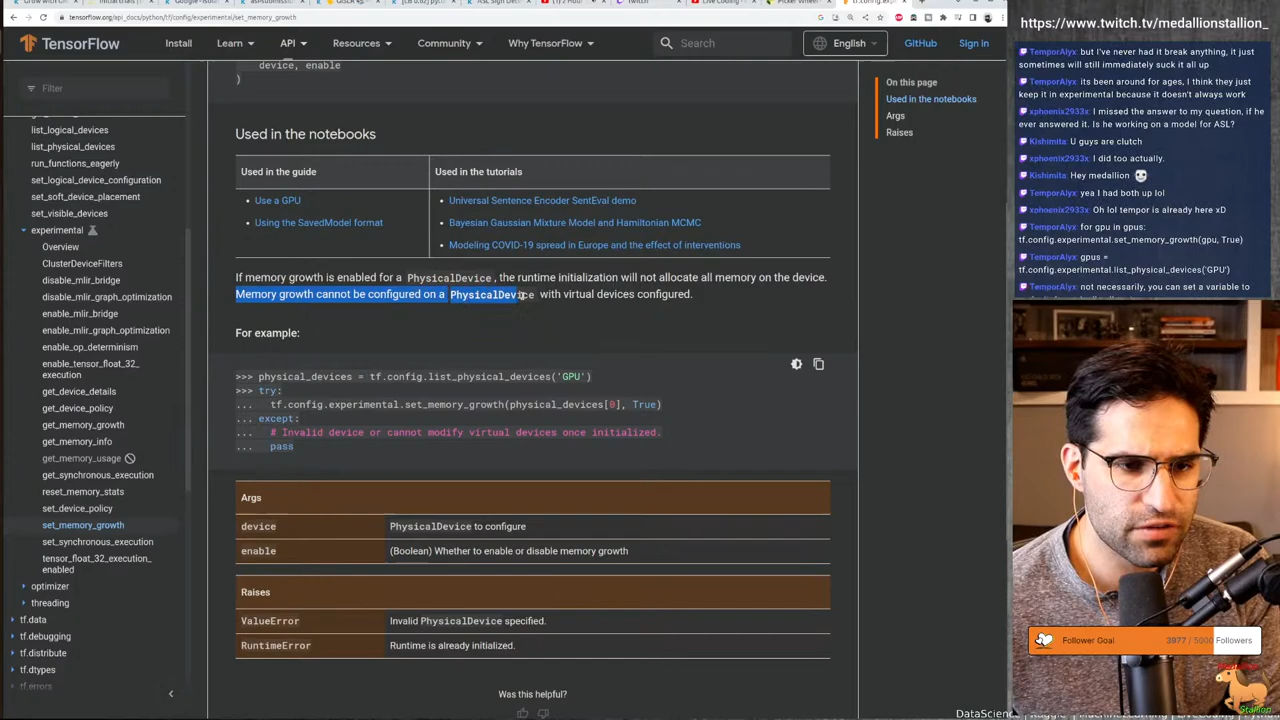 tensorflow.org/api_docs/python/tf/config/experimental/set_memory_growth
TensorFlow
Install
Learn
API
Resources
Community
Why TensorFlow
Search
English
GitHub
Sign in
Filter
list_logical_devices
list_physical_devices
run_functions_eagerly
set_logical_device_configuration
set_soft_device_placement
set_visible_devices
experimental
Overview
ClusterDeviceFilters
disable_mlir_bridge
disable_mlir_graph_optimization
enable_mlir_bridge
enable_mlir_graph_optimization
enable_op_determinism
enable_tensor_float_32_
execution
get_device_details
get_device_policy
get_memory_growth
get_memory_info
get_memory_usage
get_synchronous_execution
reset_memory_stats
set_device_policy
set_memory_growth
set_synchronous_execution
tensor_float_32_execution_
enabled
optimizer
threading
tf.data
tf.debugging
tf.distribute
tf.dtypes
tf.errors
device, enable
)
Used in the notebooks
Used in the guide
Used in the tutorials
• Use a GPU
• Using the SavedModel format
• Universal Sentence Encoder SentEval demo
• Bayesian Gaussian Mixture Model and Hamiltonian MCMC
• Modeling COVID-19 spread in Europe and the effect of interventions
If memory growth is enabled for a PhysicalDevice, the runtime initialization will not allocate all memory on the device.
Memory growth cannot be configured on a PhysicalDevice with virtual devices configured.
For example:
>>> physical_devices = tf.config.list_physical_devices('GPU')
>>> try:
... tf.config.experimental.set_memory_growth(physical_devices[0], True)
... except:
... # Invalid device or cannot modify virtual devices once initialized.
... pass
Args
device PhysicalDevice to configure
enable (Boolean) Whether to enable or disable memory growth
Raises
ValueError Invalid PhysicalDevice specified.
RuntimeError Runtime is already initialized.
Was this helpful?
On this page
Used in the notebooks
Args
Raises
https://www.twitch.tv/medallionstallion_
TemporAlyx: but I've never had it break anything, it just
sometimes will still immediately suck it all up
TemporAlyx: its been around for ages, I think they just
keep it in experimental because it doesn't always work
xphoenix2933x: I missed the answer to my question, if he
ever answered it. Is he working on a model for ASL?
Kishimita: U guys are clutch
xphoenix2933x: I did too actually.
Kishimita: Hey medallion
TemporAlyx: yea I had both up lol
xphoenix2933x: Oh lol tempor is already here xD
TemporAlyx: for gpu in gpus:
tf.config.experimental.set_memory_growth(gpu, True)
TemporAlyx: gpus =
tf.config.experimental.list_physical_devices('GPU')
TemporAlyx: not necessarily, you can set a variable to
Follower Goal
3977 / 5000 Followers
Stallion